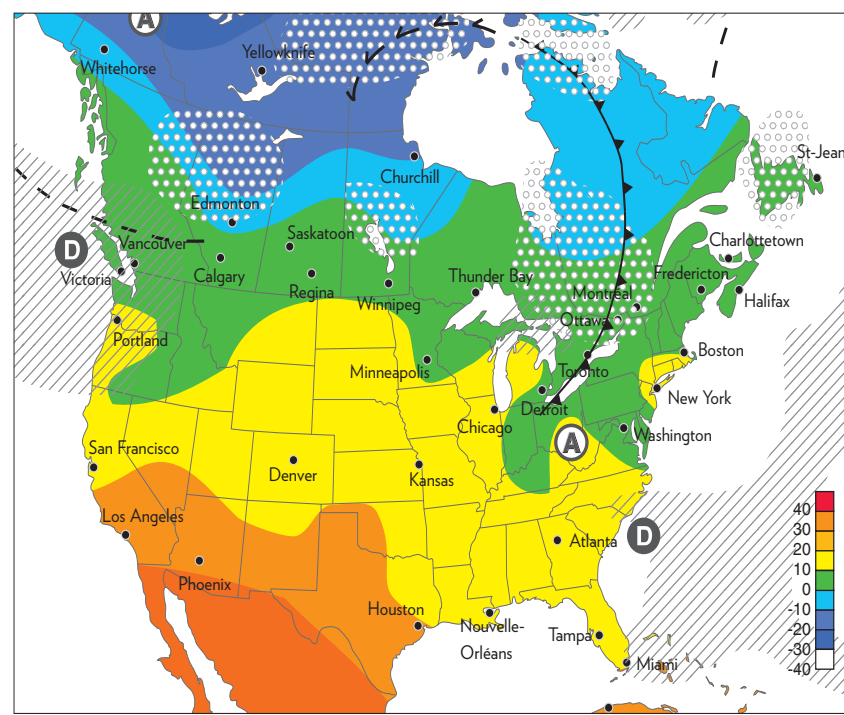 A
Yellowknife
Whitehorse
St-Jean
Churchill
Edmonton
Saskatoon
Vancouver
D
Charlottetown
Victoria
Calgary
Thunder Bay
Fredericton
Regina
Montréal
Winnipeg
Halifax
Ottawa
Portland
Boston
Minneapolis
Toronto
New York
Detroit
Chicago
Washington
A
San Francisco
Denver
Kansas
Los Angeles
D
Atlanta
Phoenix
Houston
Nouvelle-
Orléans
Tampa
Miami
40
30
20
10
0
-10
-20
-30
-40